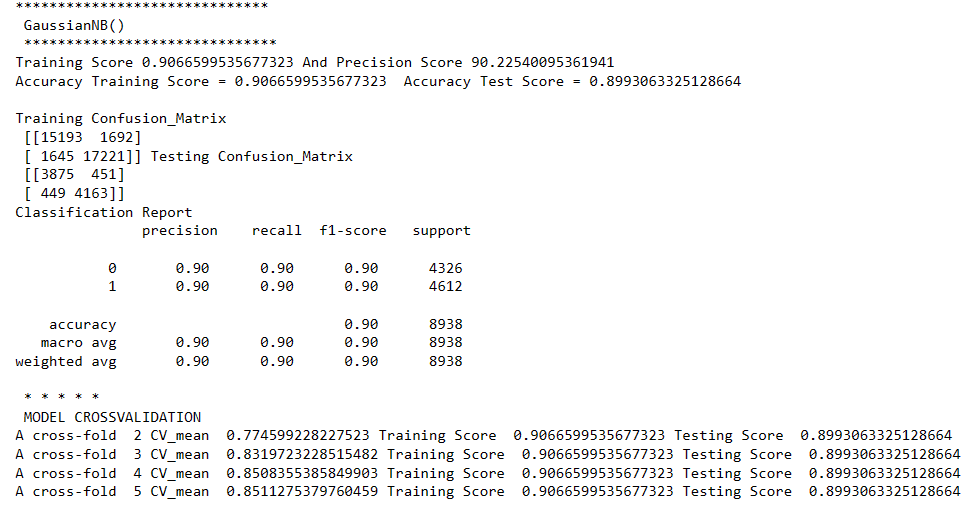 ******************************
GaussianNB()
******************************
Training Score 0.9066599535677323 And Precision Score 90.22540095361941
Accuracy Training Score = 0.9066599535677323  Accuracy Test Score = 0.8993063325128664
Training Confusion_Matrix
[[15193  1692]
[ 1645 17221]] Testing Confusion_Matrix
[[3875  451]
[ 449 4163]]
Classification Report
precision    recall  f1-score   support
0       0.90      0.90      0.90      4326
1       0.90      0.90      0.90      4612
accuracy                           0.90      8938
macro avg       0.90      0.90      0.90      8938
weighted avg       0.90      0.90      0.90      8938
* * * * *
MODEL CROSSVALIDATION
A cross-fold  2 CV_mean  0.774599228227523 Training Score  0.9066599535677323 Testing Score  0.8993063325128664
A cross-fold  3 CV_mean  0.8319723228515482 Training Score  0.9066599535677323 Testing Score  0.8993063325128664
A cross-fold  4 CV_mean  0.8508355385849903 Training Score  0.9066599535677323 Testing Score  0.8993063325128664
A cross-fold  5 CV_mean  0.8511275379760459 Training Score  0.9066599535677323 Testing Score  0.8993063325128664